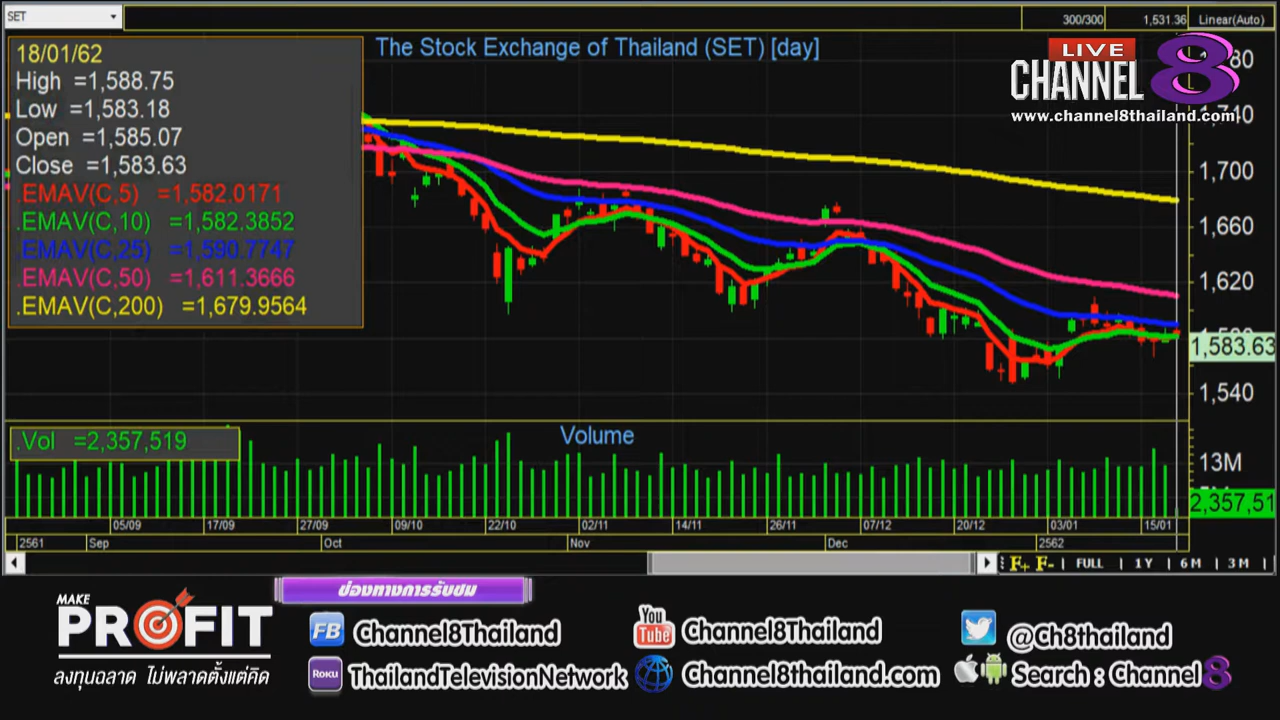 SET
300/300
1,531.36
Linear(Auto)
The Stock Exchange of Thailand (SET) [day]
LIVE
CHANNEL 8
www.channel8thailand.com
18/01/62
High =1,588.75
Low =1,583.18
Open =1,585.07
Close =1,583.63
.EMAV(C,5) =1,582.0171
.EMAV(C,10) =1,582.3852
.EMAV(C,25) =1,590.7747
.EMAV(C,50) =1,611.3666
.EMAV(C,200) =1,679.9564
1,700
1,660
1,620
1,583.63
1,540
.Vol =2,357,519
Volume
13M
2,357,51
05/09 17/09 27/09 09/10 22/10 02/11 14/11 26/11 07/12 20/12 03/01 15/01
2561 Sep Oct Nov Dec 2562
F+ F- | FULL | 1Y | 6M | 3M |
ช่องทางการรับชม
MAKE
PROFIT
ลงทุนฉลาด ไม่พลาดตั้งแต่คิด
FB Channel8Thailand
You Tube Channel8Thailand
@Ch8thailand
ROKU ThailandTelevisionNetwork
Channel8thailand.com
Search : Channel 8